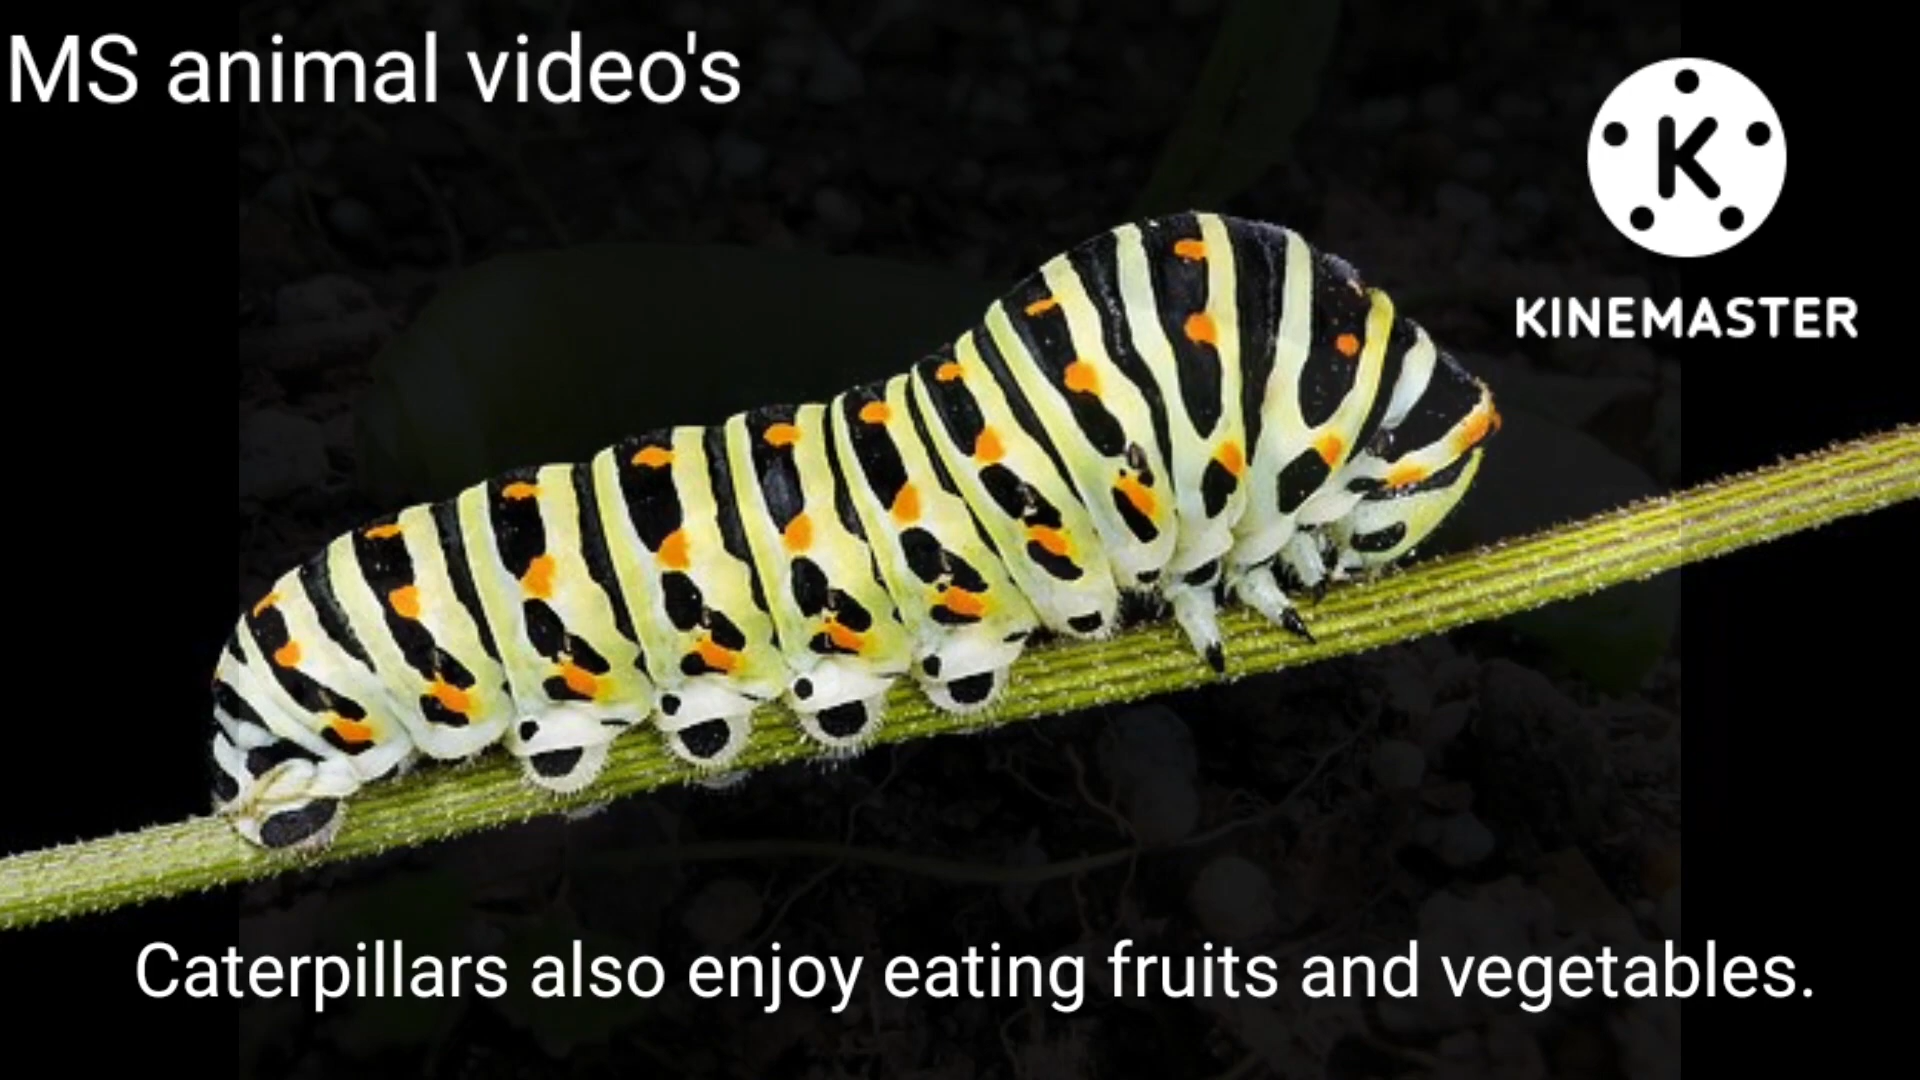 MS animal video's
K
KINEMASTER
Caterpillars also enjoy eating fruits and vegetables.